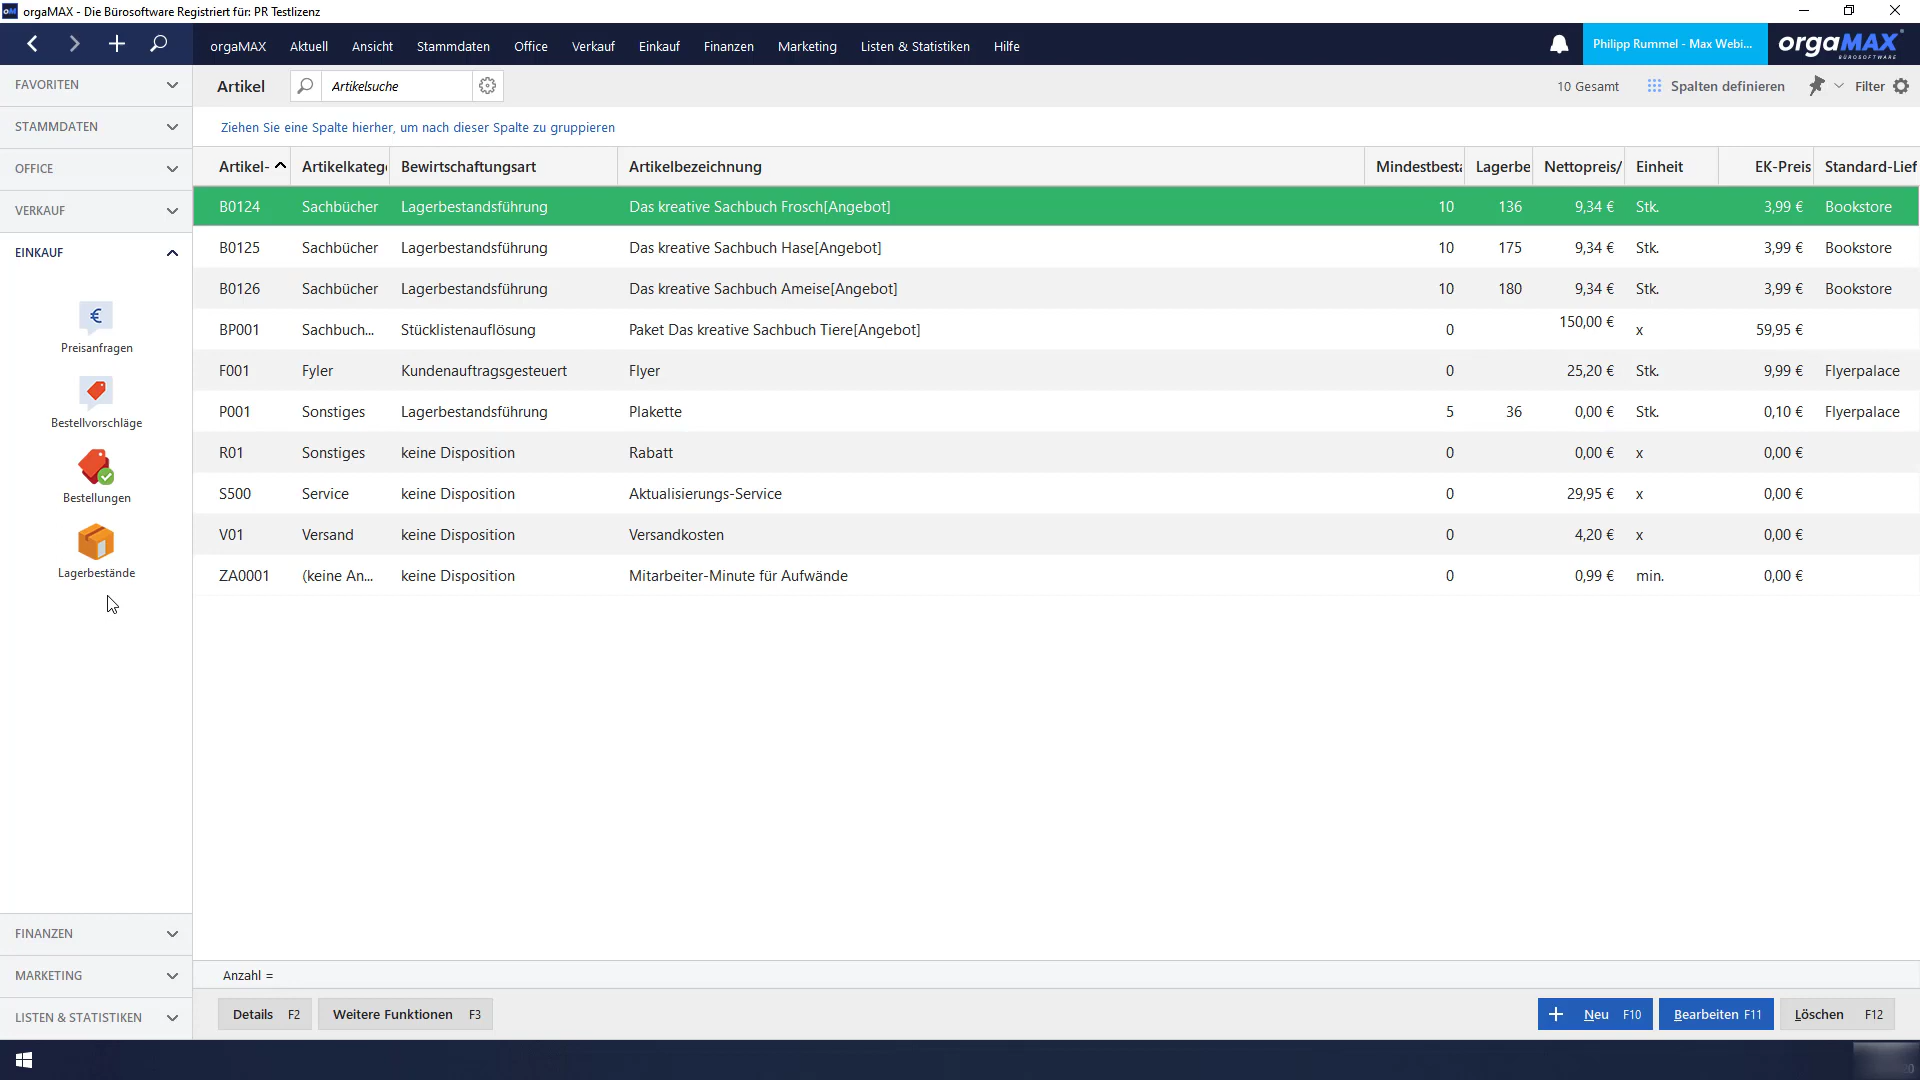 orgaMAX - Die Bürosoftware Registriert für: PR Testlizenz
orgaMAX Aktuell Ansicht Stammdaten Office Verkauf Einkauf Finanzen Marketing Listen & Statistiken Hilfe
Philipp Rummel - Max Webi...
orgaMAX
BÜROSOFTWARE
FAVORITEN
STAMMDATEN
OFFICE
VERKAUF
EINKAUF
Preisanfragen
Bestellvorschläge
Bestellungen
Lagerbestände
FINANZEN
MARKETING
LISTEN & STATISTIKEN
Artikel Artikelsuche 10 Gesamt Spalten definieren Filter
Ziehen Sie eine Spalte hierher, um nach dieser Spalte zu gruppieren
Artikel- Artikelkateg Bewirtschaftungsart Artikelbezeichnung Mindestbest Lagerbe Nettopreis/ Einheit EK-Preis Standard-Lief
B0124 Sachbücher Lagerbestandsführung Das kreative Sachbuch Frosch[Angebot] 10 136 9,34 € Stk. 3,99 € Bookstore
B0125 Sachbücher Lagerbestandsführung Das kreative Sachbuch Hase[Angebot] 10 175 9,34 € Stk. 3,99 € Bookstore
B0126 Sachbücher Lagerbestandsführung Das kreative Sachbuch Ameise[Angebot] 10 180 9,34 € Stk. 3,99 € Bookstore
BP001 Sachbuch... Stücklistenauflösung Paket Das kreative Sachbuch Tiere[Angebot] 0 150,00 € x 59,95 €
F001 Fyler Kundenauftragsgesteuert Flyer 0 25,20 € Stk. 9,99 € Flyerpalace
P001 Sonstiges Lagerbestandsführung Plakette 5 36 0,00 € Stk. 0,10 € Flyerpalace
R01 Sonstiges keine Disposition Rabatt 0 0,00 € x 0,00 €
S500 Service keine Disposition Aktualisierungs-Service 0 29,95 € x 0,00 €
V01 Versand keine Disposition Versandkosten 0 4,20 € x 0,00 €
ZA0001 (keine An... keine Disposition Mitarbeiter-Minute für Aufwände 0 0,99 € min. 0,00 €
Anzahl =
Details F2 Weitere Funktionen F3 Neu F10 Bearbeiten F11 Löschen F12